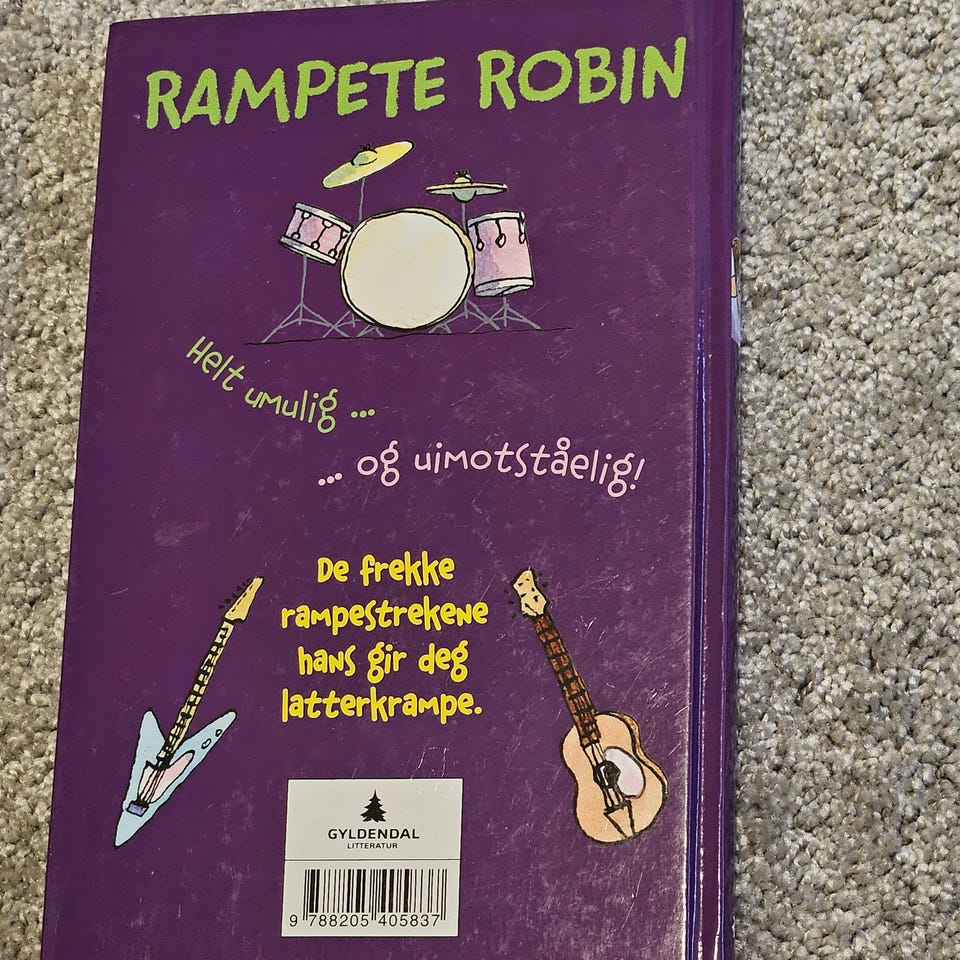 RAMPETE ROBIN
Helt umulig ...
... og uimotståelig!
De frekke
rampestrekene
hans gir deg
latterkrampe.
GYLDENDAL
LITTERATUR
9 788205 405837